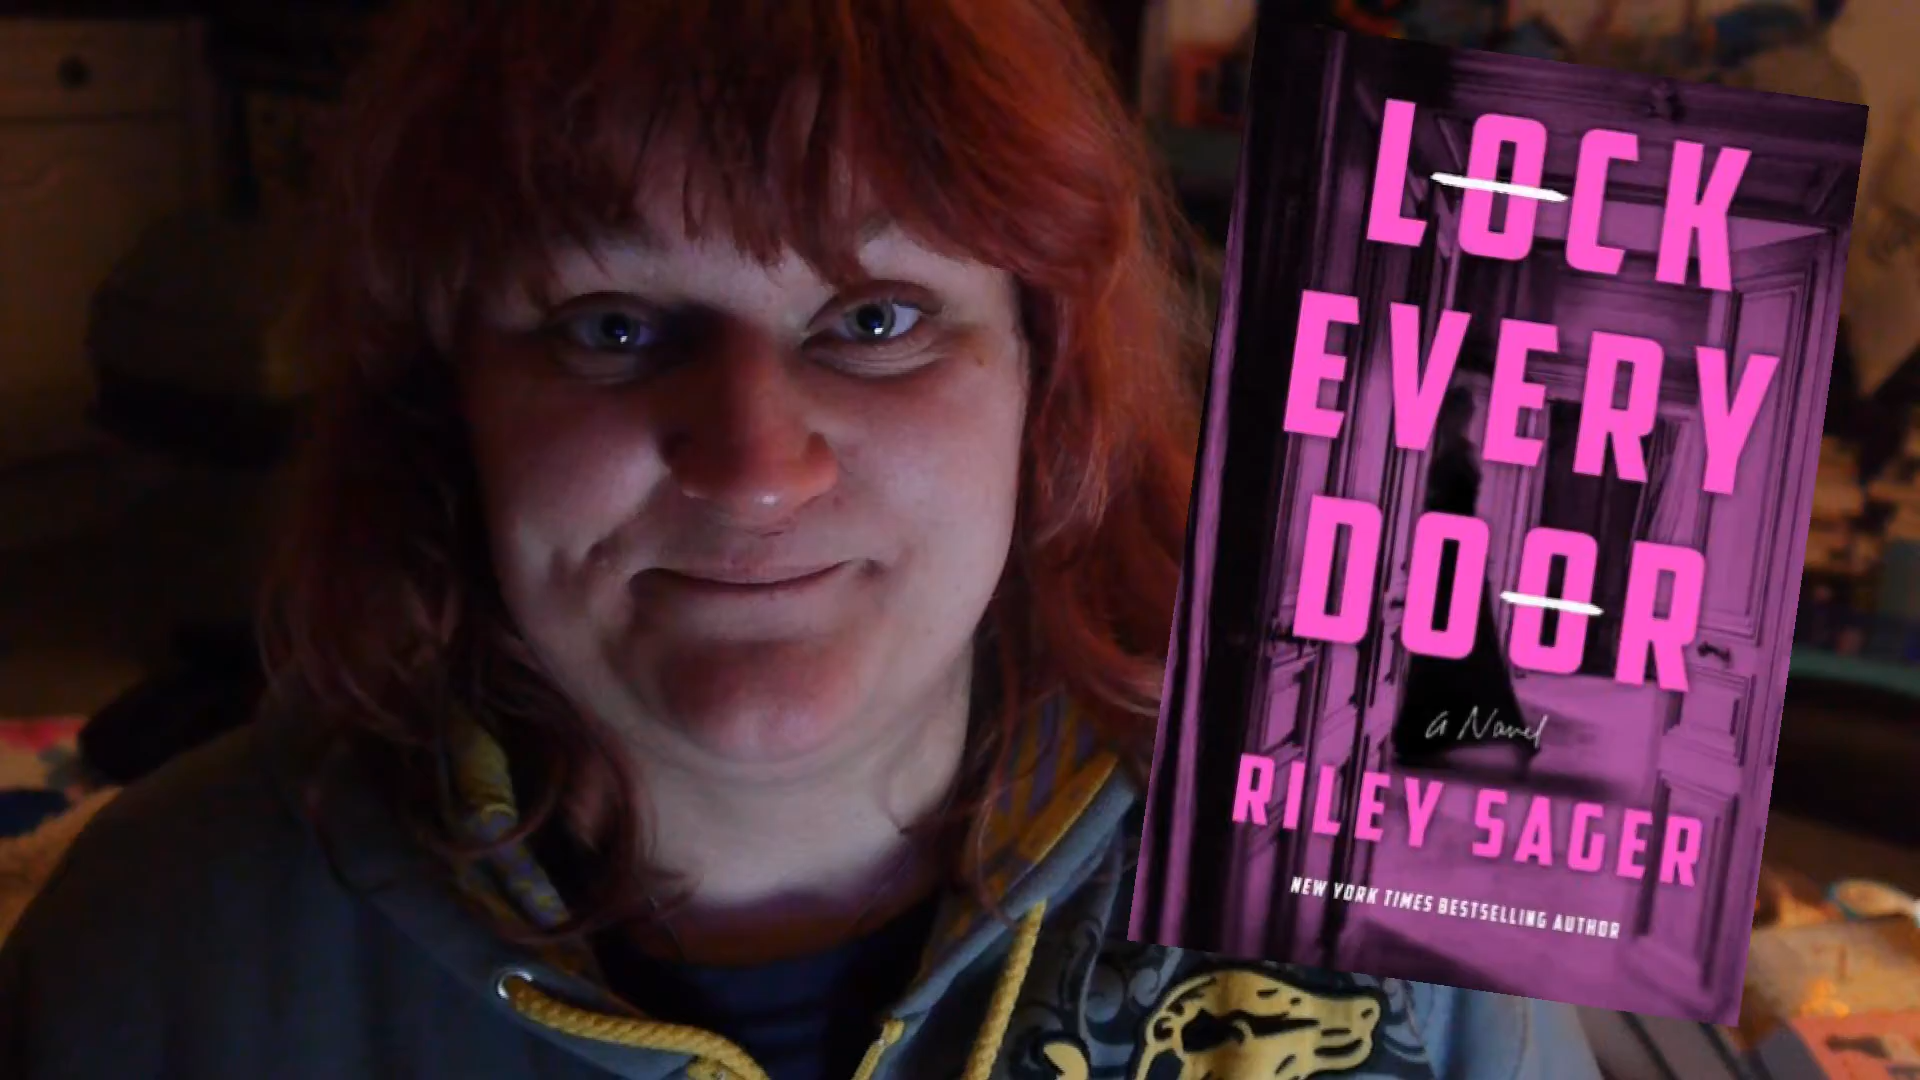 LOCK
EVERY
DOOR
a Novel
RILEY SAGER
NEW YORK TIMES BESTSELLING AUTHOR